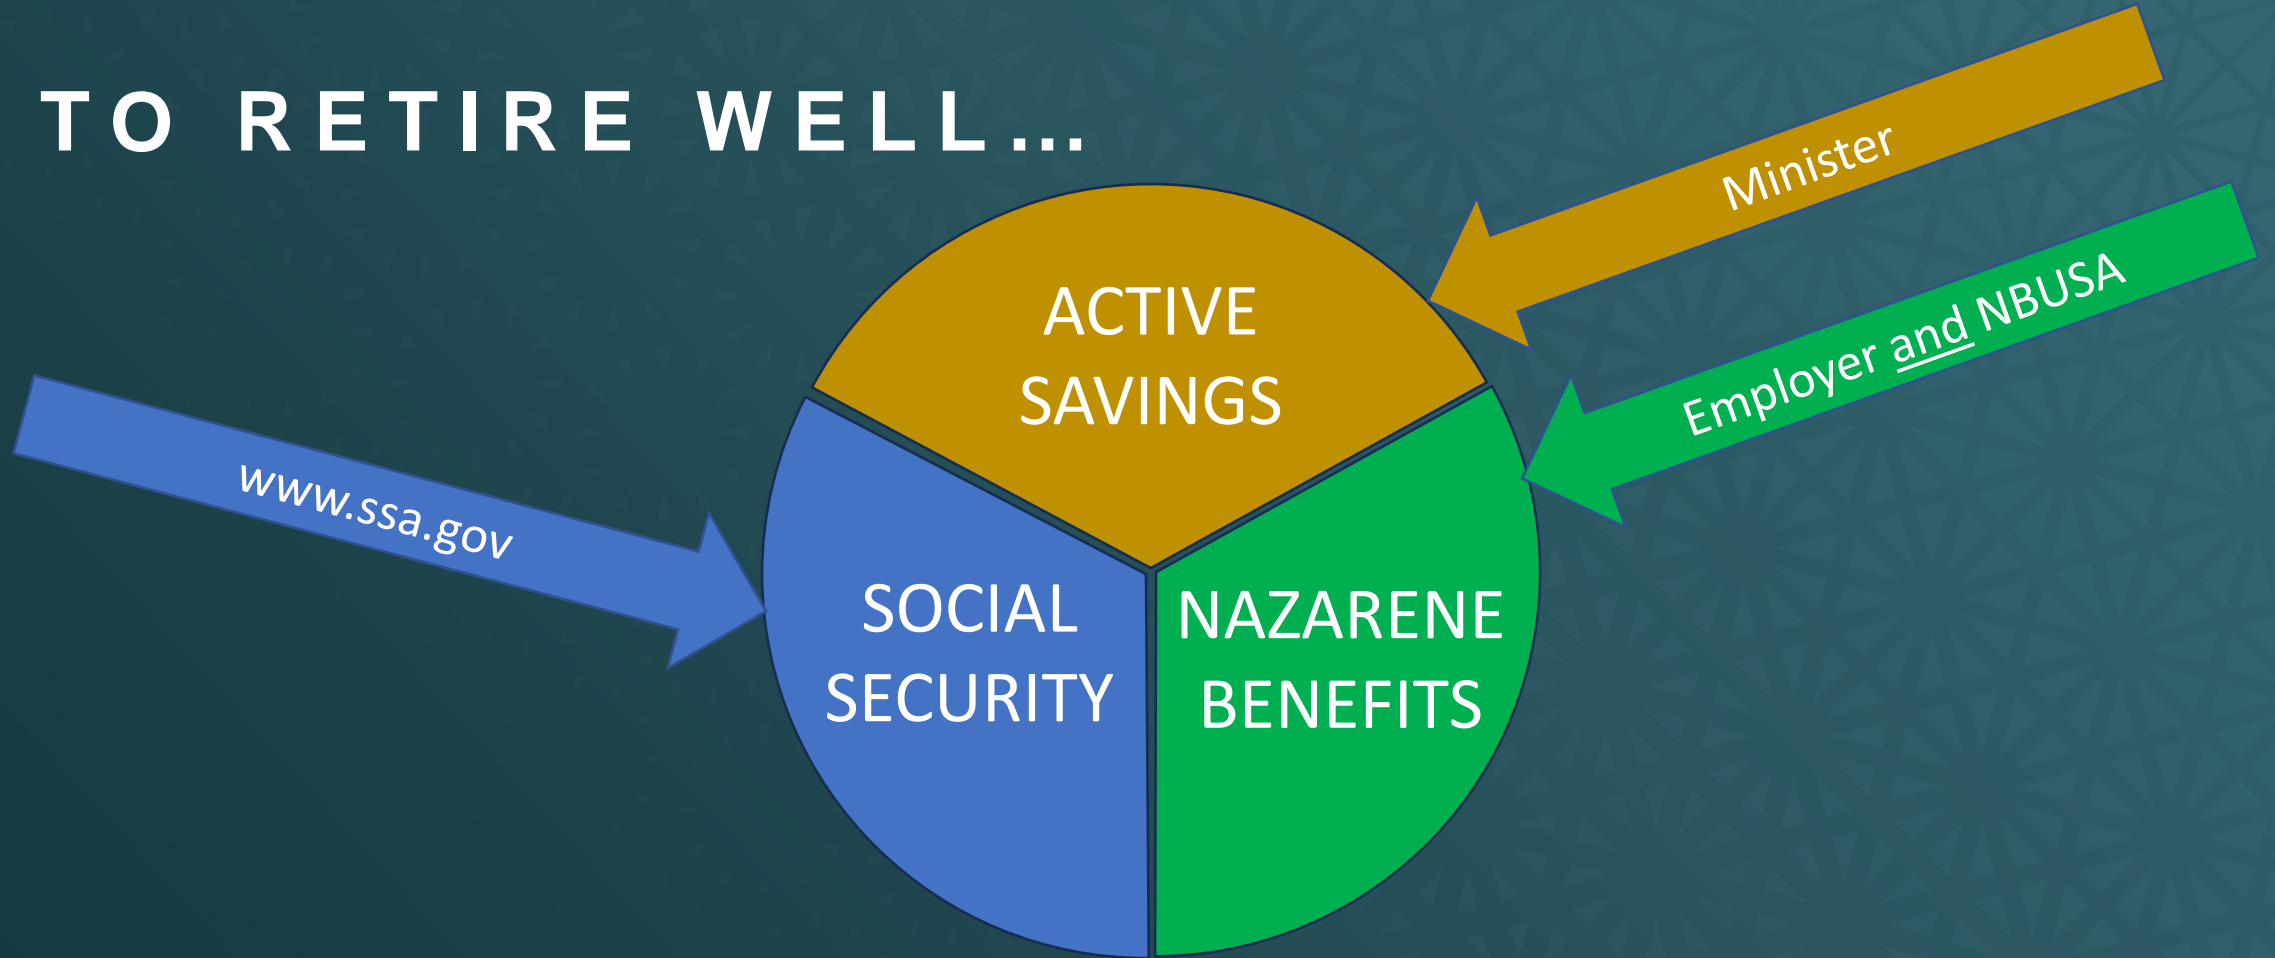 TO RETIRE WELL...
Minister
Employer and NBUSA
ACTIVE
SAVINGS
www.ssa.gov
SOCIAL
SECURITY
NAZARENE
BENEFITS